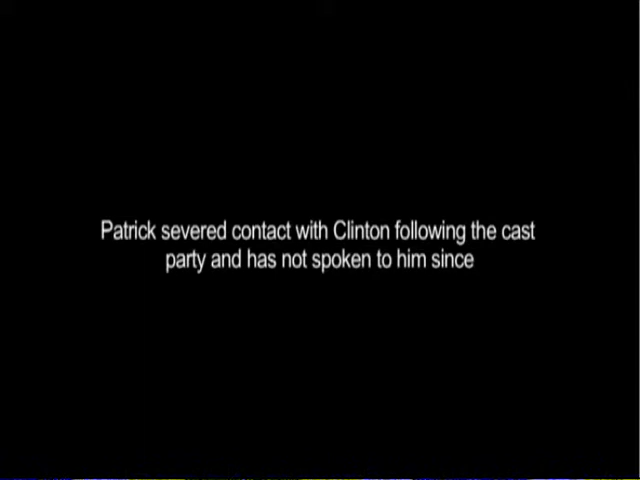 Patrick severed contact with Clinton following the cast
party and has not spoken to him since